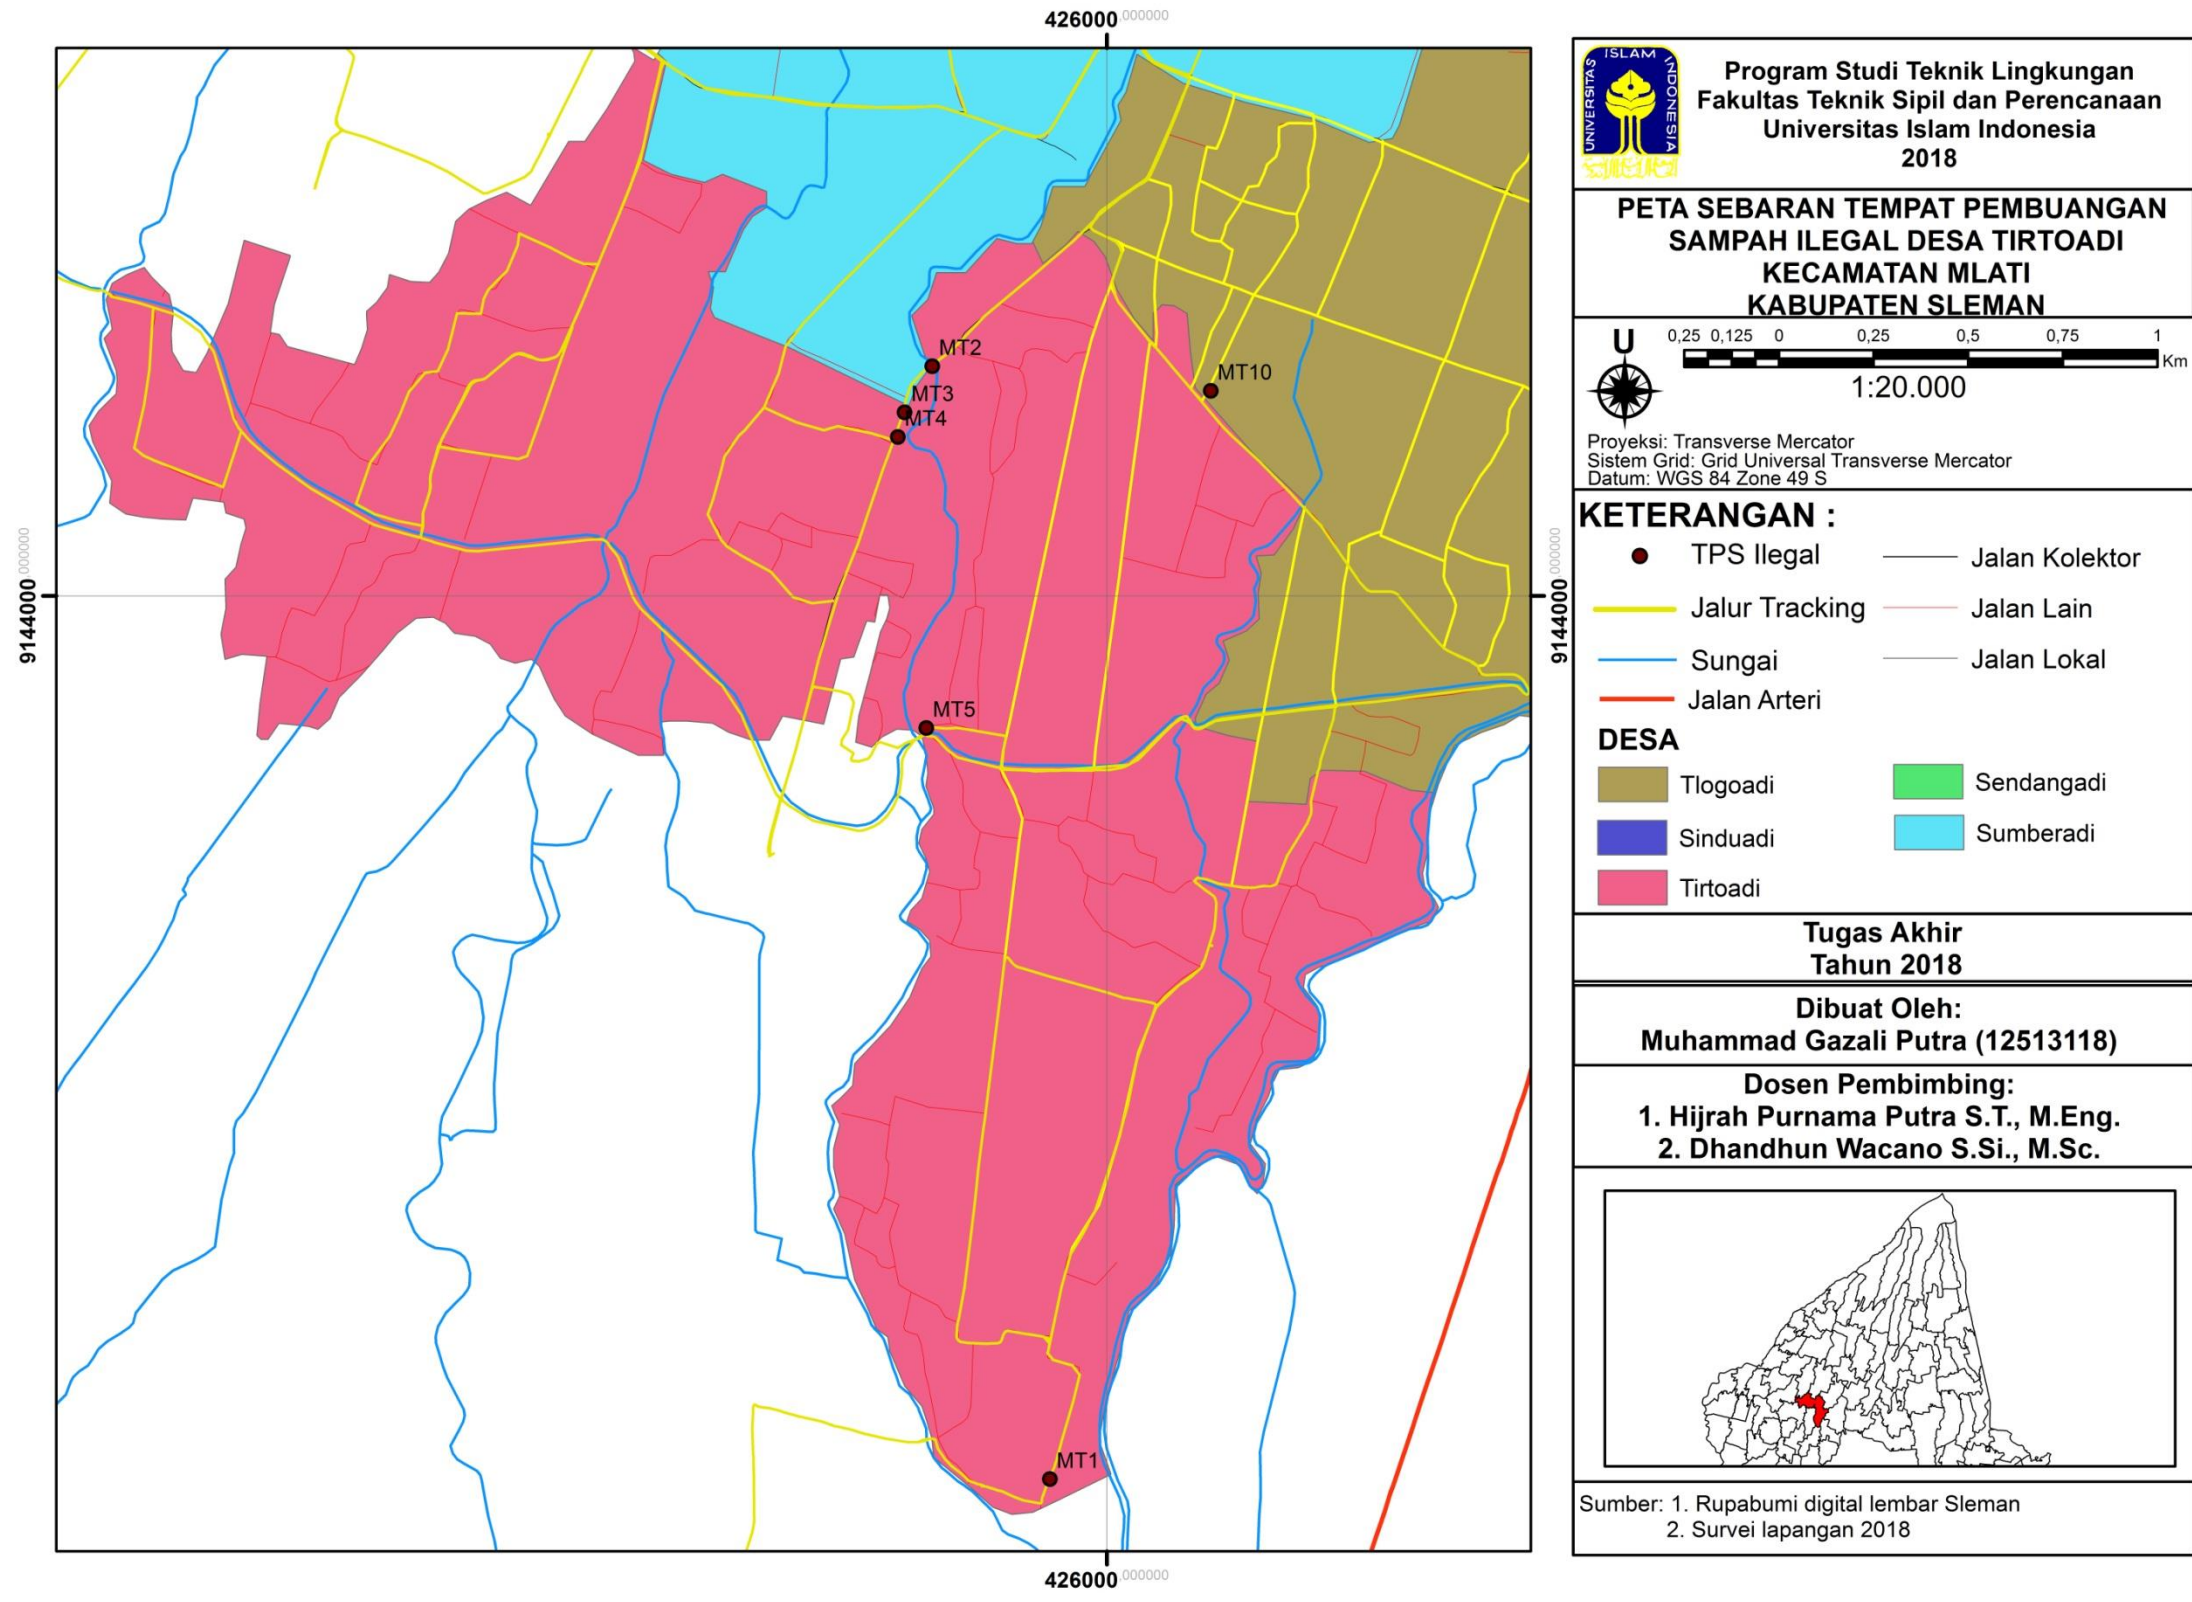 426000,000000
9144000,000000
9144000,000000
426000,000000
MT2
MT3
MT4
MT10
MT5
MT1
UNIVERSITAS ISLAM INDONESIA
Program Studi Teknik Lingkungan
Fakultas Teknik Sipil dan Perencanaan
Universitas Islam Indonesia
2018
PETA SEBARAN TEMPAT PEMBUANGAN
SAMPAH ILEGAL DESA TIRTOADI
KECAMATAN MLATI
KABUPATEN SLEMAN
U
0,25 0,125 0 0,25 0,5 0,75 1
Km
1:20.000
Proyeksi: Transverse Mercator
Sistem Grid: Grid Universal Transverse Mercator
Datum: WGS 84 Zone 49 S
KETERANGAN :
TPS Ilegal
Jalan Kolektor
Jalur Tracking
Jalan Lain
Sungai
Jalan Lokal
Jalan Arteri
DESA
Tlogoadi
Sendangadi
Sinduadi
Sumberadi
Tirtoadi
Tugas Akhir
Tahun 2018
Dibuat Oleh:
Muhammad Gazali Putra (12513118)
Dosen Pembimbing:
1. Hijrah Purnama Putra S.T., M.Eng.
2. Dhandhun Wacano S.Si., M.Sc.
Sumber: 1. Rupabumi digital lembar Sleman
2. Survei lapangan 2018